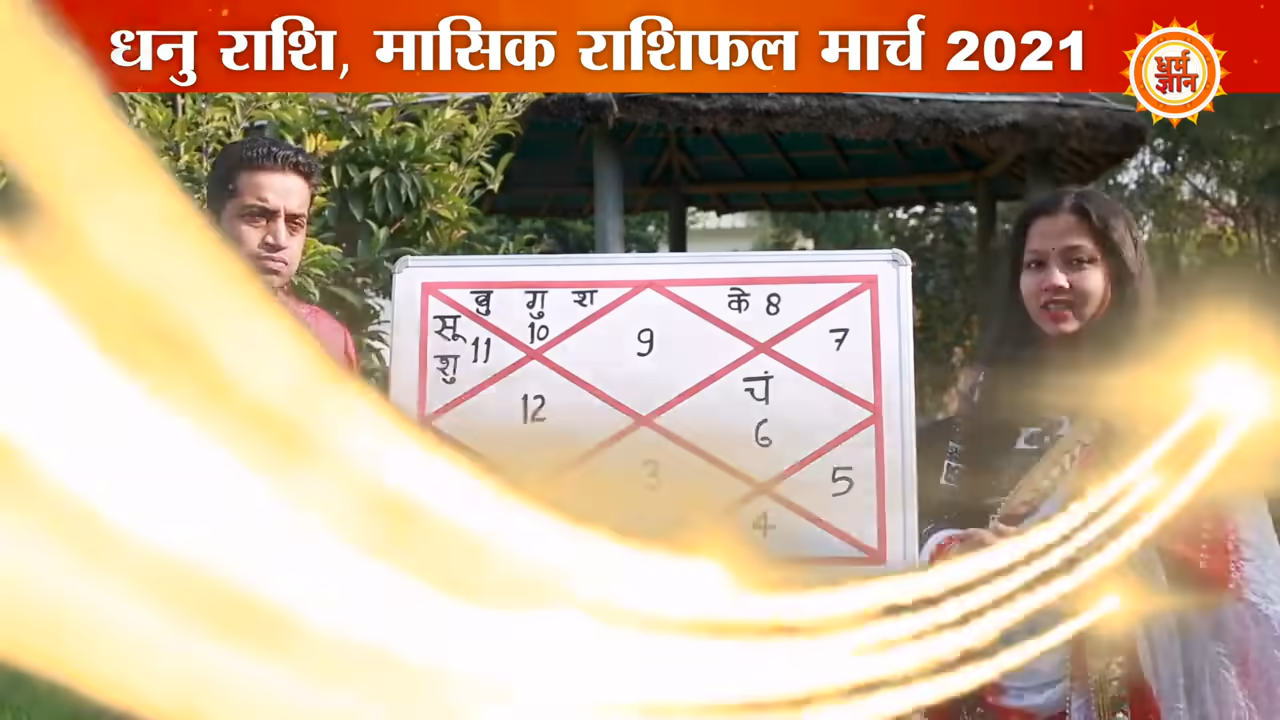 धनु राशि, मासिक राशिफल मार्च 2021
धर्म
ज्ञान
बु गु श
के 8
सू
10
9
7
11
शु
चं
12
6
3
5
4